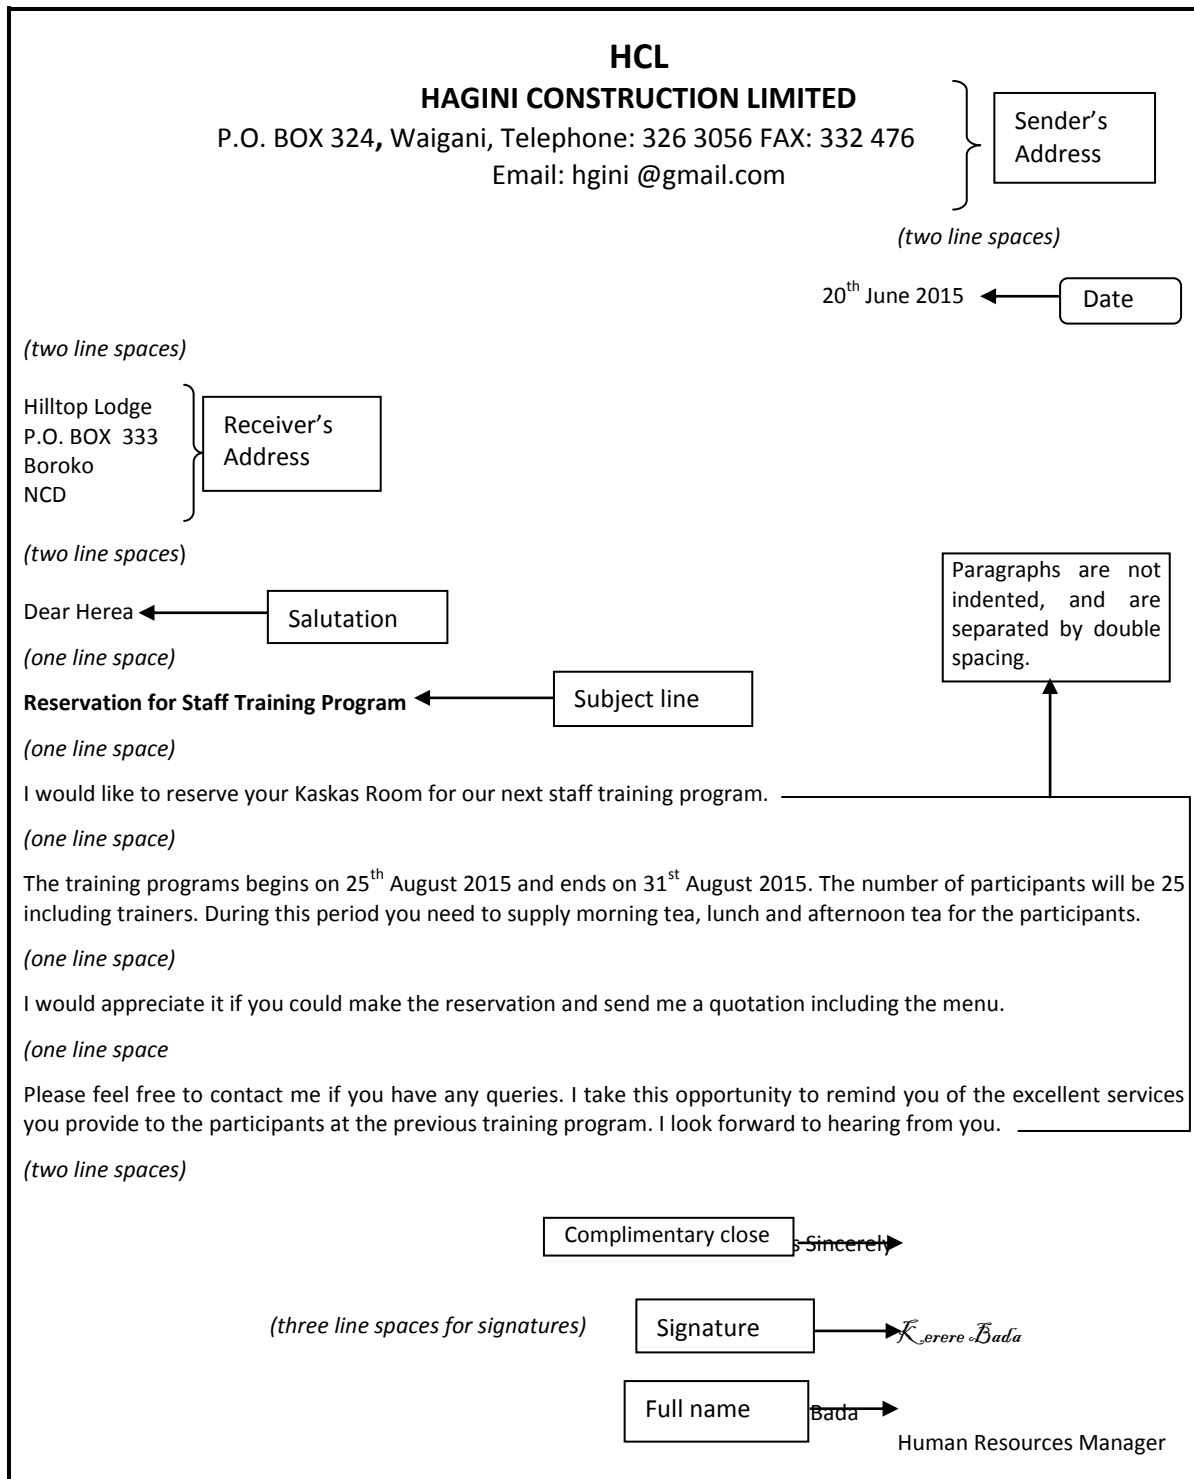 HCL
HAGINI CONSTRUCTION LIMITED
P.O. BOX 324, Waigani, Telephone: 326 3056 FAX: 332 476
Email: hgini @gmail.com
Sender's
Address
(two line spaces)
20th June 2015
Date
(two line spaces)
Hilltop Lodge
P.O. BOX 333
Boroko
NCD
Receiver's
Address
(two line spaces)
Paragraphs are not
indented, and are
separated by double
spacing.
Dear Herea
Salutation
(one line space)
Reservation for Staff Training Program
Subject line
(one line space)
I would like to reserve your Kaskas Room for our next staff training program.
(one line space)
The training programs begins on 25th August 2015 and ends on 31st August 2015. The number of participants will be 25
including trainers. During this period you need to supply morning tea, lunch and afternoon tea for the participants.
(one line space)
I would appreciate it if you could make the reservation and send me a quotation including the menu.
(one line space
Please feel free to contact me if you have any queries. I take this opportunity to remind you of the excellent services
you provide to the participants at the previous training program. I look forward to hearing from you.
(two line spaces)
Complimentary close
s Sincerely
(three line spaces for signatures)
Signature
Kerere Bada
Full name
Bada
Human Resources Manager